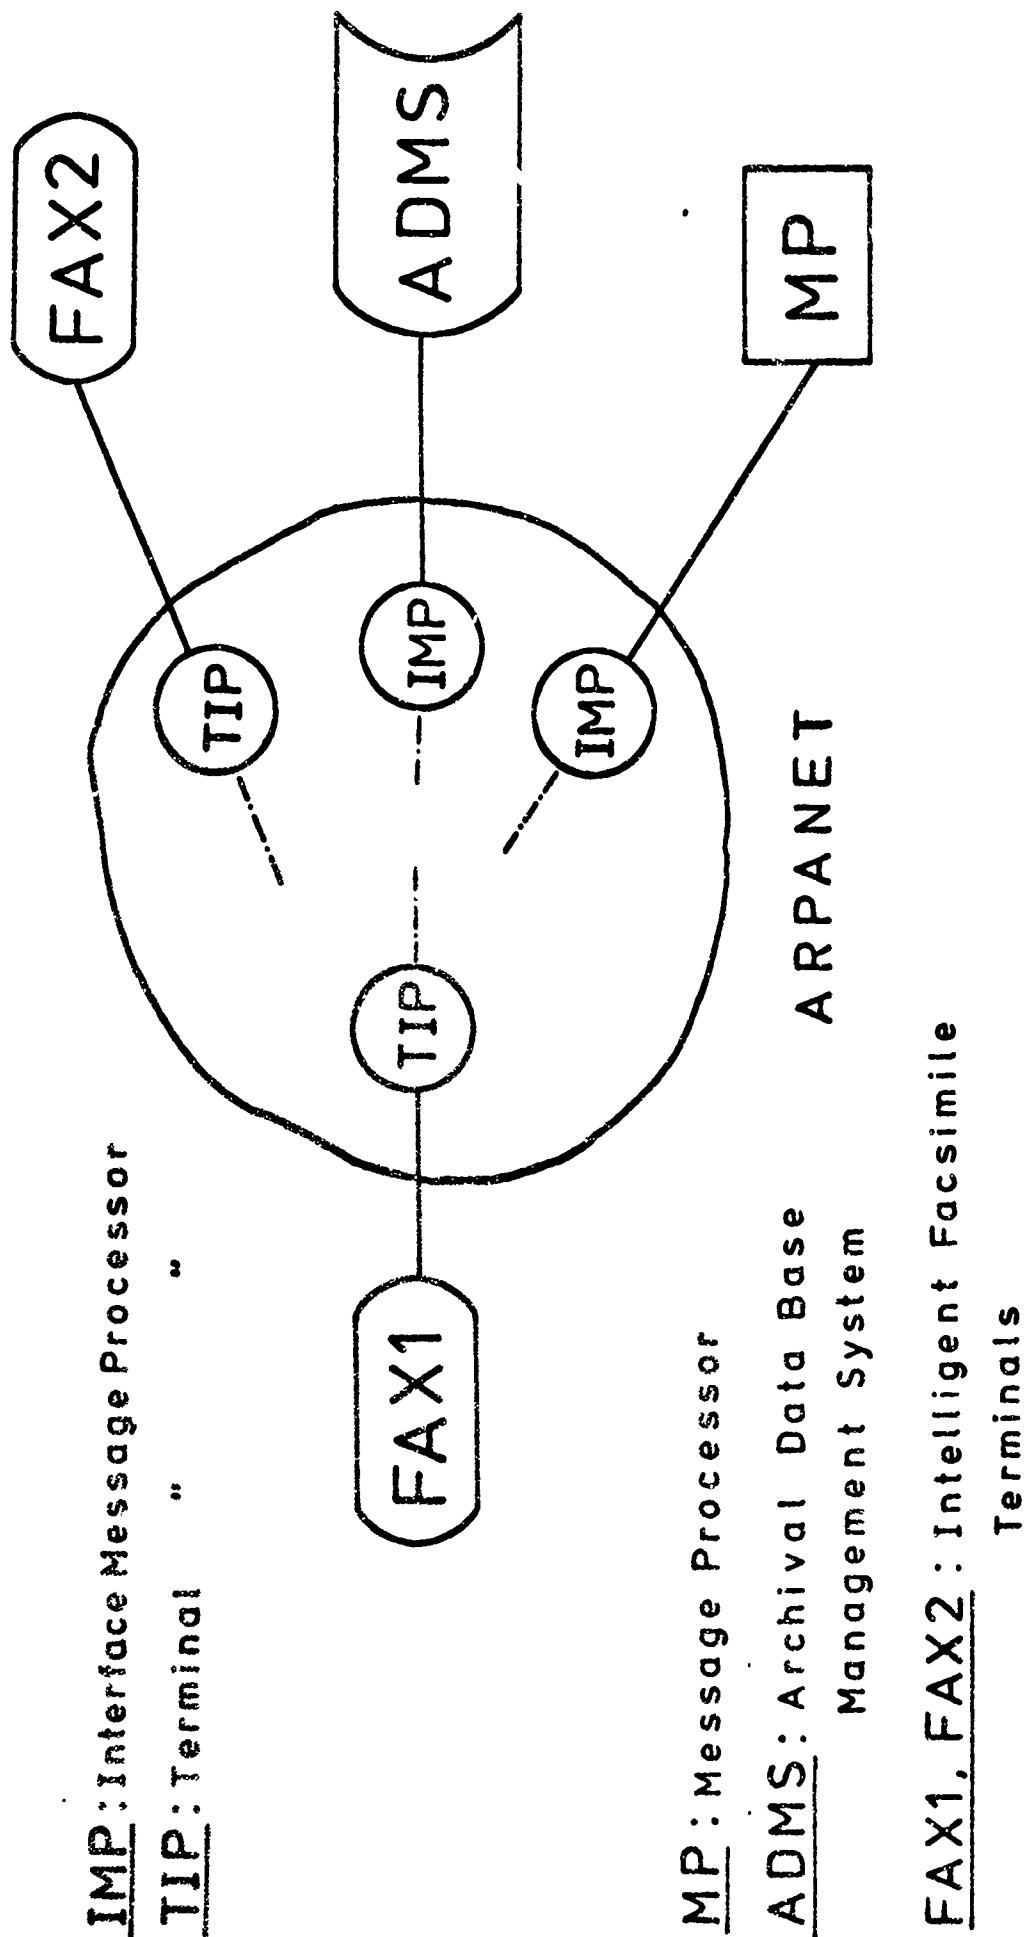 IMP : Interface Message Processor
TIP : Terminal " "
FAX2
TIP
FAX1
TIP
IMP
ADMS
IMP
MP
ARPANET
MP : Message Processor
ADMS : Archival Data Base
Management System
FAX1, FAX2 : Intelligent Facsimile
Terminals